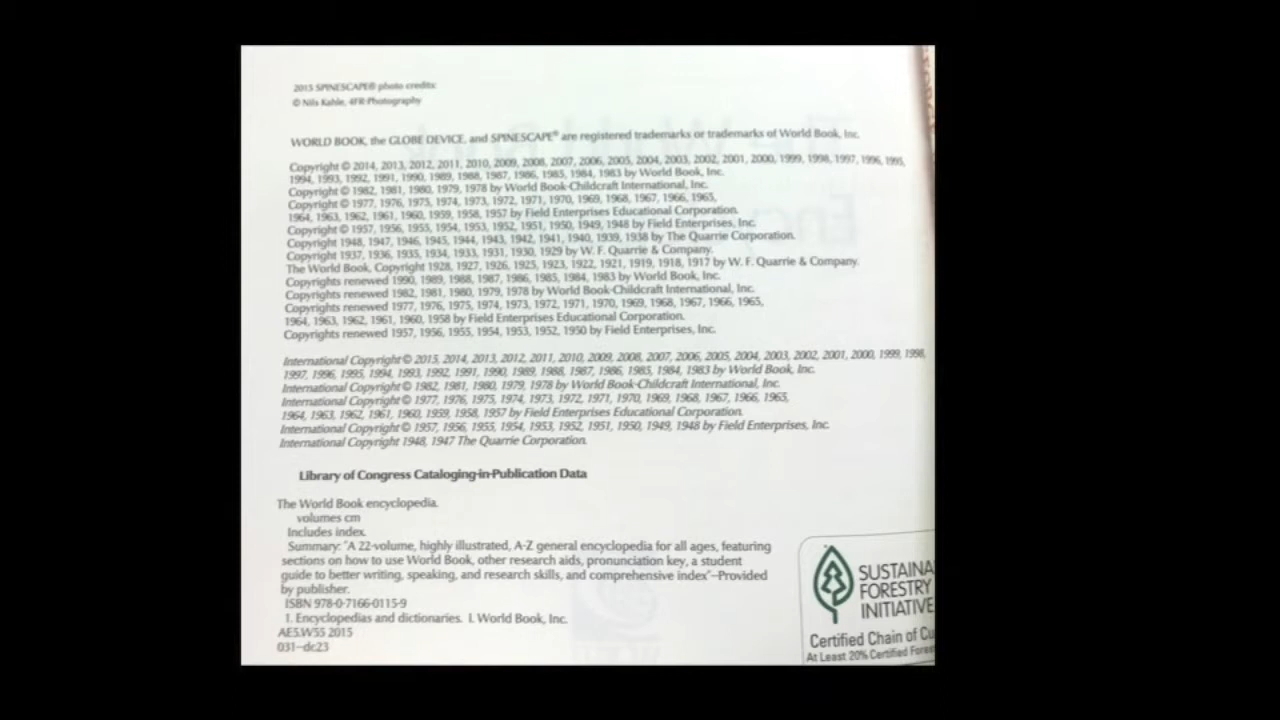 2013 SPINESCAPE® photo credits:
© Nils Kahle, 4FR Photography
WORLD BOOK, the GLOBE DEVICE, and SPINESCAPE® are registered trademarks or trademarks of World Book, Inc.
Copyright © 2014, 2013, 2012, 2011, 2010, 2009, 2008, 2007, 2006, 2005, 2004, 2003, 2002, 2001, 2000, 1999, 1998, 1997, 1996, 1995,
1994, 1993, 1992, 1991, 1990, 1989, 1988, 1987, 1986, 1985, 1984, 1983 by World Book, Inc.
Copyright © 1982, 1981, 1980, 1979, 1978 by World Book-Childcraft International, Inc.
Copyright © 1977, 1976, 1975, 1974, 1973, 1972, 1971, 1970, 1969, 1968, 1967, 1966, 1965,
1964, 1963, 1962, 1961, 1960, 1959, 1958, 1957 by Field Enterprises Educational Corporation.
Copyright © 1957, 1956, 1955, 1954, 1953, 1952, 1951, 1950, 1949, 1948 by Field Enterprises, Inc.
Copyright 1948, 1947, 1946, 1945, 1944, 1943, 1942, 1941, 1940, 1939, 1938 by The Quarrie Corporation.
Copyright 1937, 1936, 1935, 1934, 1933, 1931, 1930, 1929 by W. F. Quarrie & Company.
The World Book, Copyright 1928, 1927, 1926, 1925, 1923, 1922, 1921, 1919, 1918, 1917 by W. F. Quarrie & Company.
Copyrights renewed 1990, 1989, 1988, 1987, 1986, 1985, 1984, 1983 by World Book, Inc.
Copyrights renewed 1982, 1981, 1980, 1979, 1978 by World Book-Childcraft International, Inc.
Copyrights renewed 1977, 1976, 1975, 1974, 1973, 1972, 1971, 1970, 1969, 1968, 1967, 1966, 1965,
1964, 1963, 1962, 1961, 1960, 1958 by Field Enterprises Educational Corporation.
Copyrights renewed 1957, 1956, 1955, 1954, 1953, 1952, 1950 by Field Enterprises, Inc.
International Copyright © 2015, 2014, 2013, 2012, 2011, 2010, 2009, 2008, 2007, 2006, 2005, 2004, 2003, 2002, 2001, 2000, 1999, 1998,
1997, 1996, 1995, 1994, 1993, 1992, 1991, 1990, 1989, 1988, 1987, 1986, 1985, 1984, 1983 by World Book, Inc.
International Copyright © 1982, 1981, 1980, 1979, 1978 by World Book-Childcraft International, Inc.
International Copyright © 1977, 1976, 1975, 1974, 1973, 1972, 1971, 1970, 1969, 1968, 1967, 1966, 1965,
1964, 1963, 1962, 1961, 1960, 1959, 1958, 1957 by Field Enterprises Educational Corporation.
International Copyright © 1957, 1956, 1955, 1954, 1953, 1952, 1951, 1950, 1949, 1948 by Field Enterprises, Inc.
International Copyright 1948, 1947 The Quarrie Corporation.
Library of Congress Cataloging-in-Publication Data
The World Book encyclopedia.
volumes cm
Includes index.
Summary: "A 22-volume, highly illustrated, A-Z general encyclopedia for all ages, featuring
sections on how to use World Book, other research aids, pronunciation key, a student
guide to better writing, speaking, and research skills, and comprehensive index"--Provided
by publisher.
ISBN 978-0-7166-0115-9
1. Encyclopedias and dictionaries. I. World Book, Inc.
AE5.W55 2015
031--dc23
SUSTAINA
FORESTRY
INITIATIVE
Certified Chain of Cu
At Least 20% Certified Fores